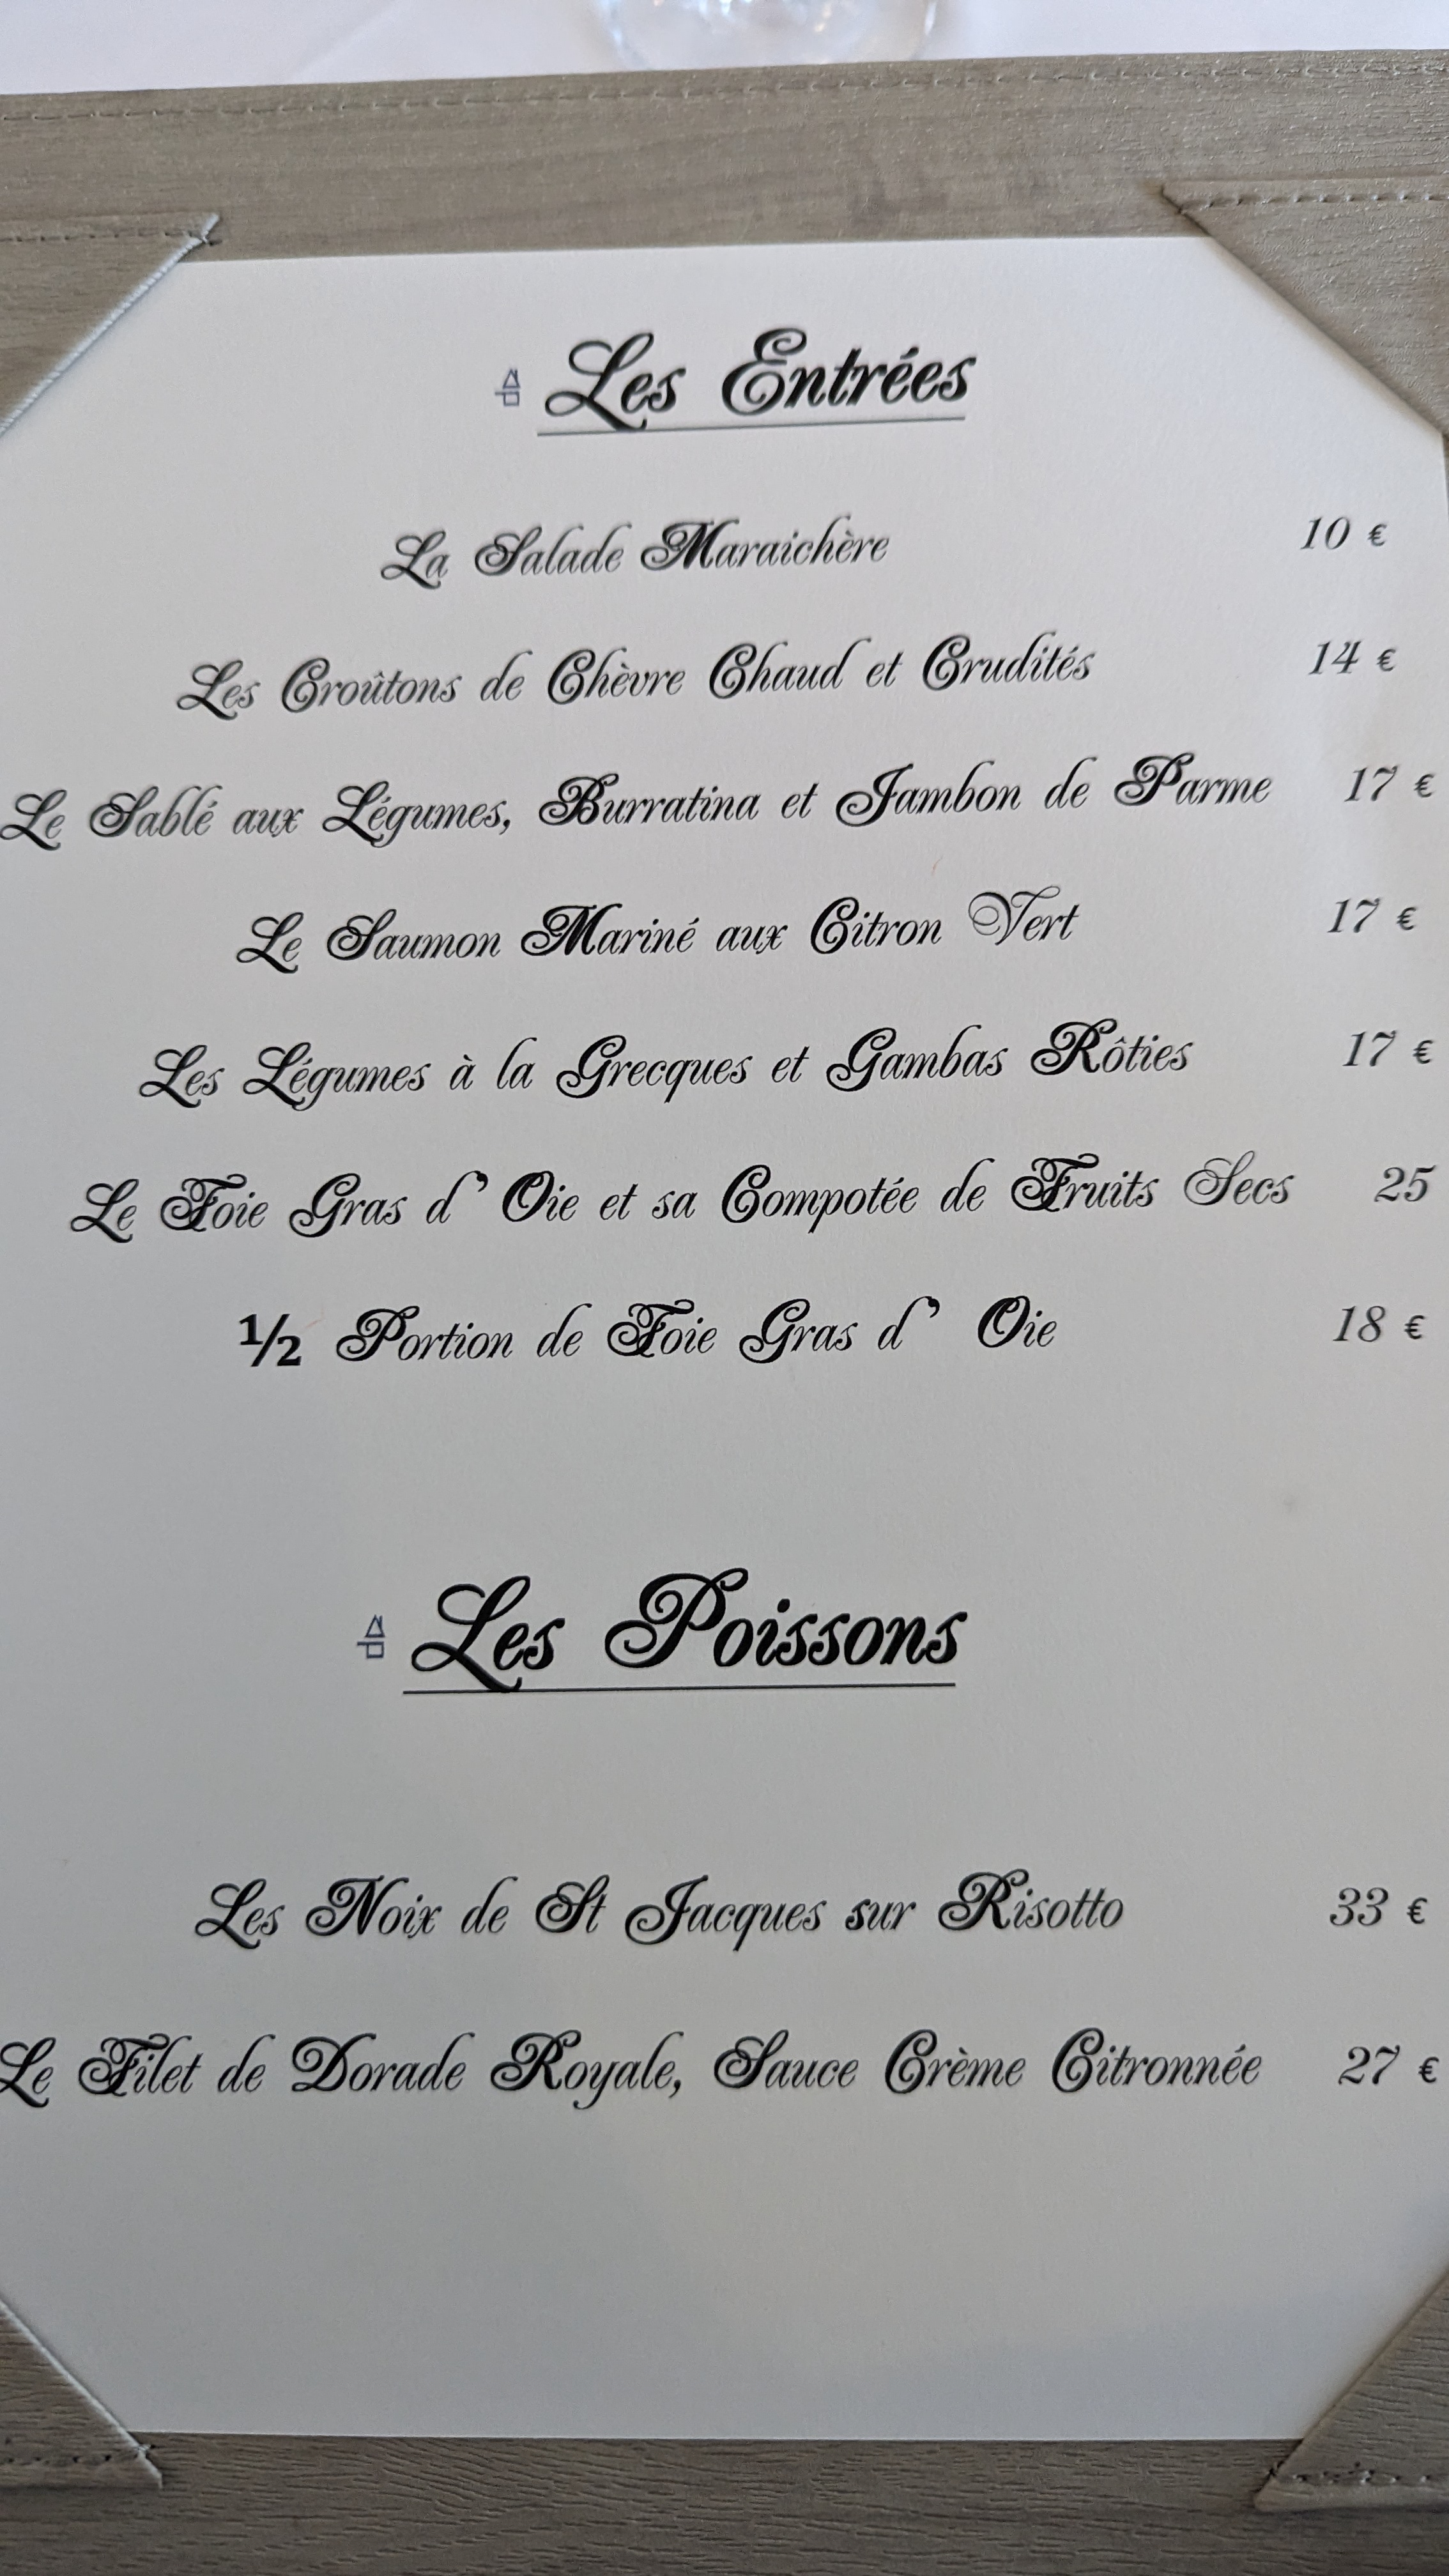 Les Entrées
La Salade Maraichère 10 €
Les Croûtons de Chèvre Chaud et Crudités 14 €
Le Sablé aux Légumes, Burratina et Jambon de Parme 17 €
Le Saumon Mariné aux Citron Vert 17 €
Les Légumes à la Grecques et Gambas Rôties 17 €
Le Foie Gras d' Oie et sa Compotée de Fruits Secs 25
½ Portion de Foie Gras d' Oie 18 €
Les Poissons
Les Noix de St Jacques sur Risotto 33 €
Le Filet de Dorade Royale, Sauce Crème Citronnée 27 €